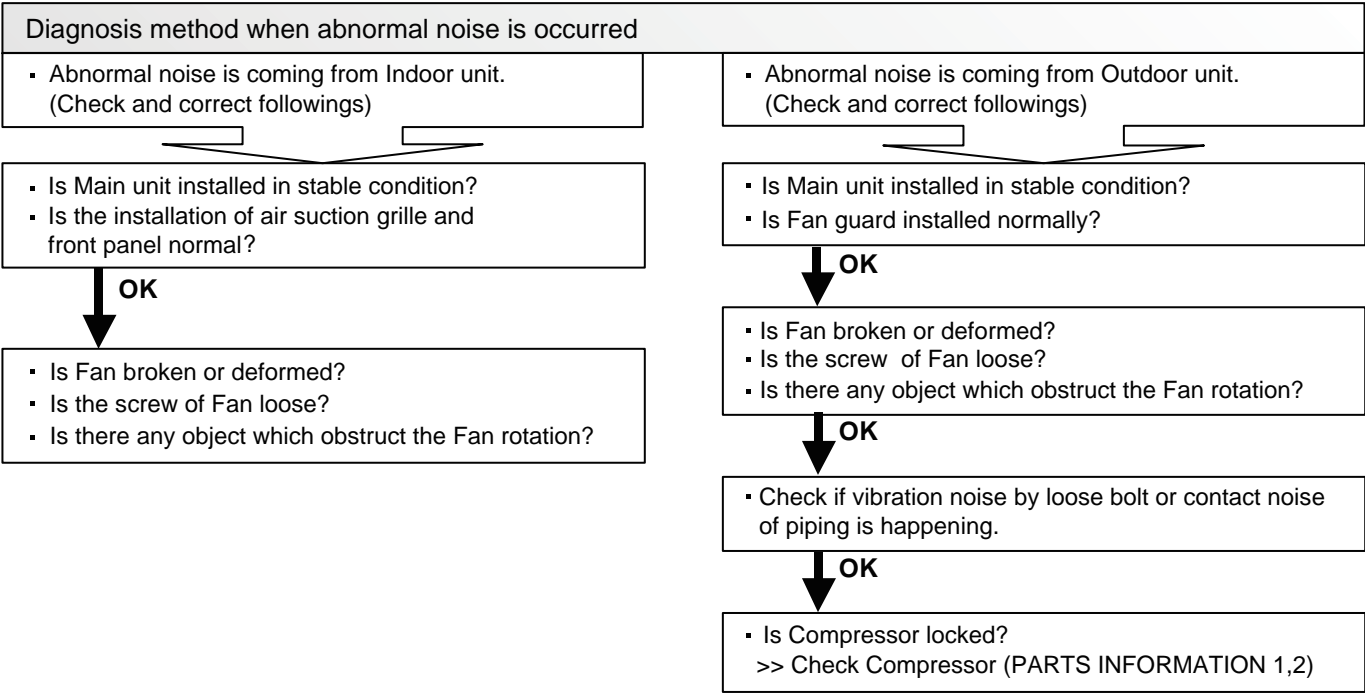 Diagnosis method when abnormal noise is occurred
▪ Abnormal noise is coming from Indoor unit.
(Check and correct followings)
▪ Is Main unit installed in stable condition?
▪ Is the installation of air suction grille and
front panel normal?
OK
▪ Is Fan broken or deformed?
▪ Is the screw of Fan loose?
▪ Is there any object which obstruct the Fan rotation?
▪ Abnormal noise is coming from Outdoor unit.
(Check and correct followings)
▪ Is Main unit installed in stable condition?
▪ Is Fan guard installed normally?
OK
▪ Is Fan broken or deformed?
▪ Is the screw of Fan loose?
▪ Is there any object which obstruct the Fan rotation?
OK
▪ Check if vibration noise by loose bolt or contact noise
of piping is happening.
OK
▪ Is Compressor locked?
>> Check Compressor (PARTS INFORMATION 1,2)